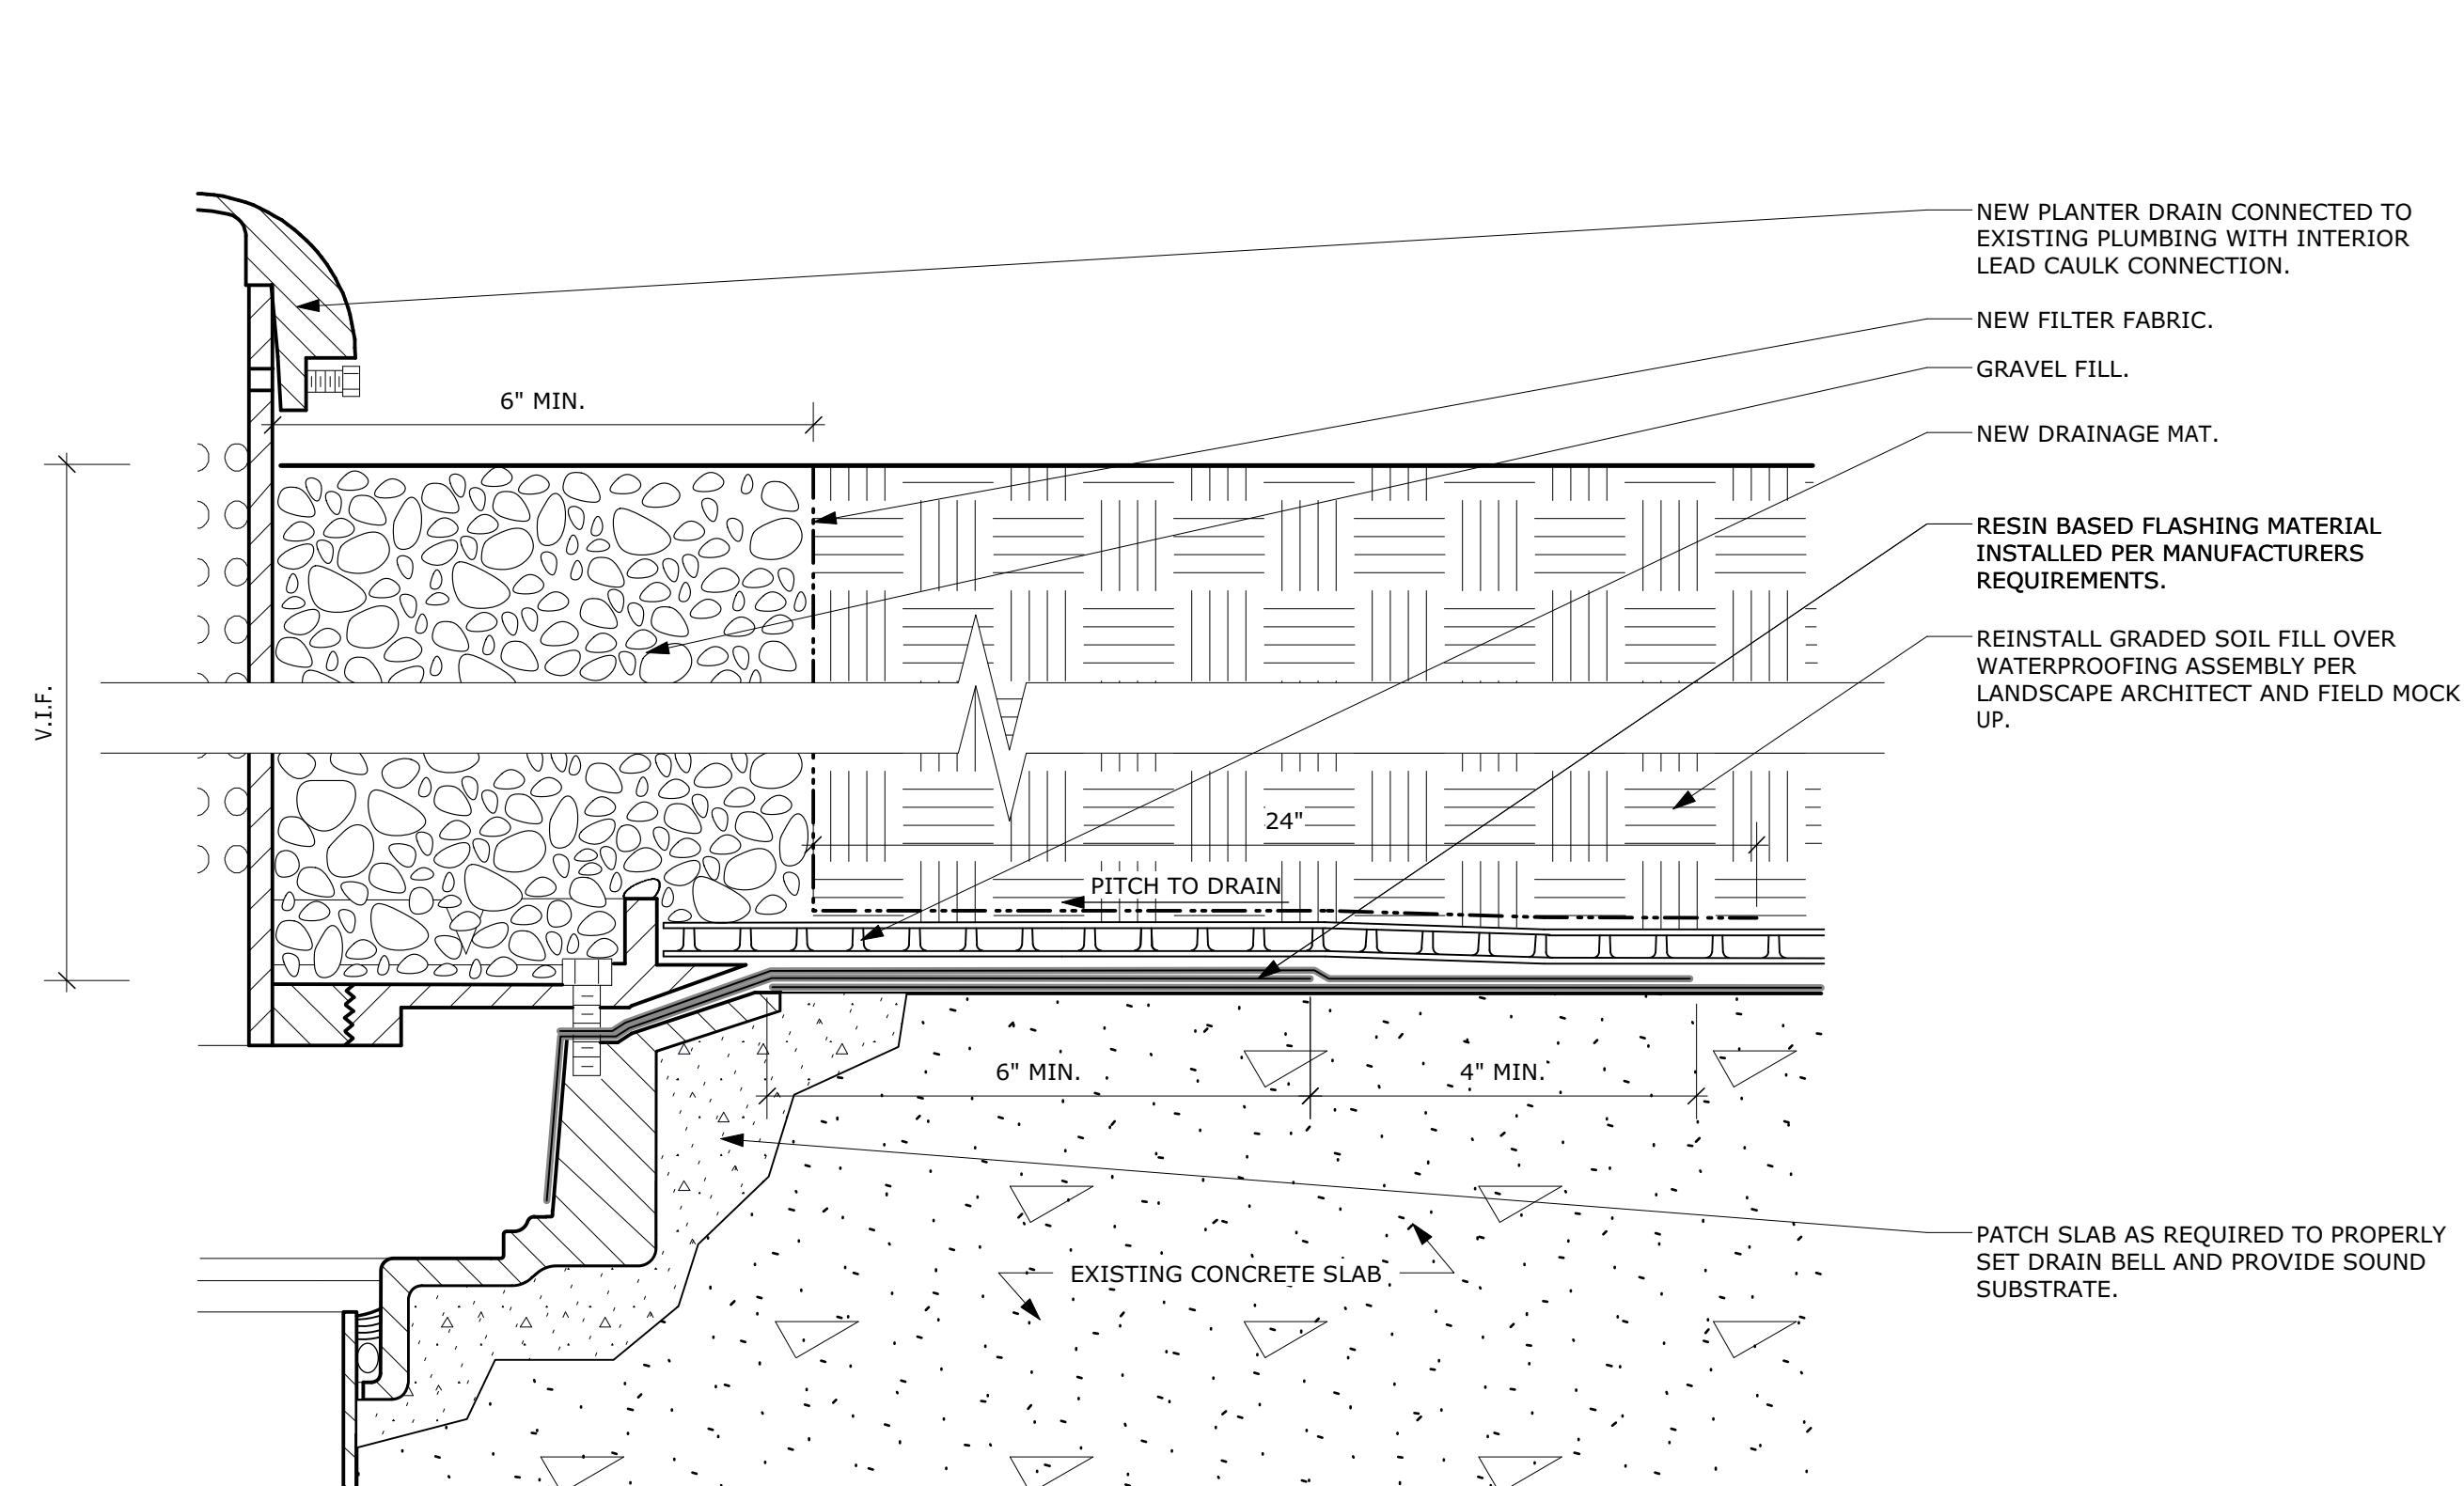 NEW PLANTER DRAIN CONNECTED TO
EXISTING PLUMBING WITH INTERIOR
LEAD CAULK CONNECTION.
NEW FILTER FABRIC.
GRAVEL FILL.
6" MIN.
NEW DRAINAGE MAT.
RESIN BASED FLASHING MATERIAL
INSTALLED PER MANUFACTURERS
REQUIREMENTS.
REINSTALL GRADED SOIL FILL OVER
WATERPROOFING ASSEMBLY PER
LANDSCAPE ARCHITECT AND FIELD MOCK
UP.
V.I.F.
24"
PITCH TO DRAIN
6" MIN.
4" MIN.
PATCH SLAB AS REQUIRED TO PROPERLY
SET DRAIN BELL AND PROVIDE SOUND
SUBSTRATE.
EXISTING CONCRETE SLAB